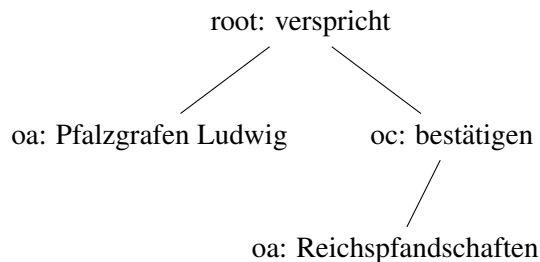 root: verspricht
oa: Pfalzgrafen Ludwig oc: bestätigen
oa: Reichspfandschaften